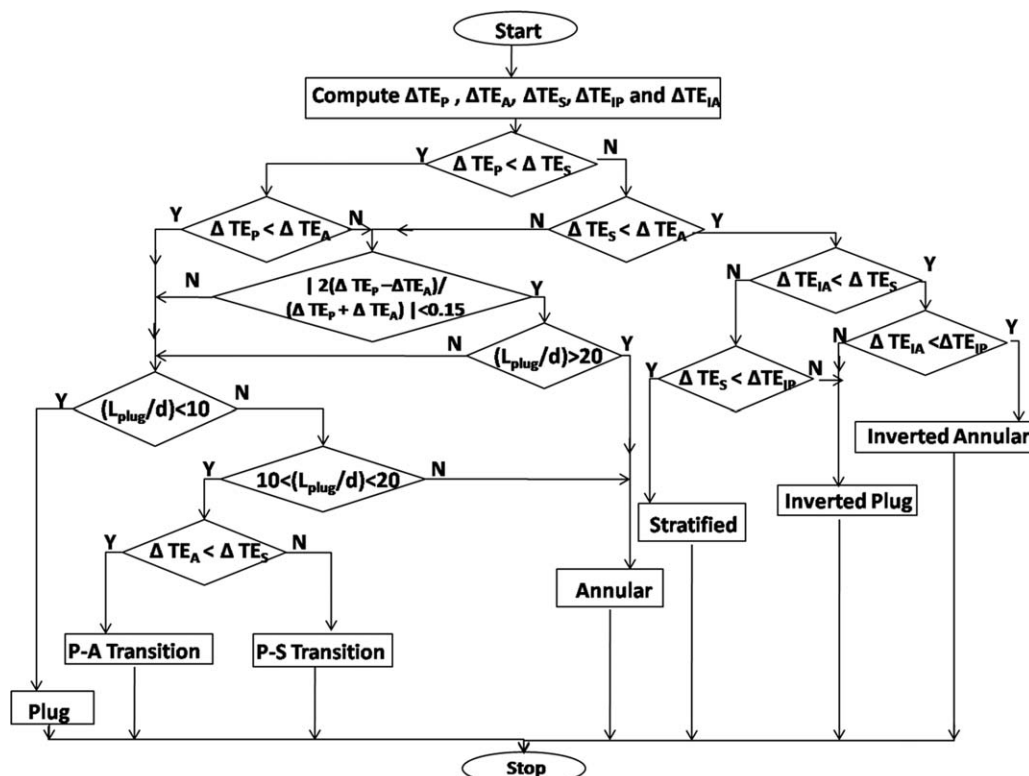 Start
Compute ΔTE_P , ΔTE_A, ΔTE_S, ΔTE_IP and ΔTE_IA
Y
Δ TE_P < Δ TE_S
N
Y
Δ TE_P < Δ TE_A
N
N
Δ TE_S < Δ TE_A
Y
N
| 2(Δ TE_P –ΔTE_A)/
(Δ TE_P + Δ TE_A) |<0.15
Y
N
Δ TE_IA < Δ TE_S
Y
N
(L_plug/d)>20
Y
Y
Δ TE_S < ΔTE_IP
N
N
Δ TE_IA <ΔTE_IP
Y
Y
(L_plug/d)<10
N
Y
10<(L_plug/d)<20
N
Y
Δ TE_A < Δ TE_S
N
Inverted Annular
Inverted Plug
Stratified
Annular
P-A Transition
P-S Transition
Plug
Stop